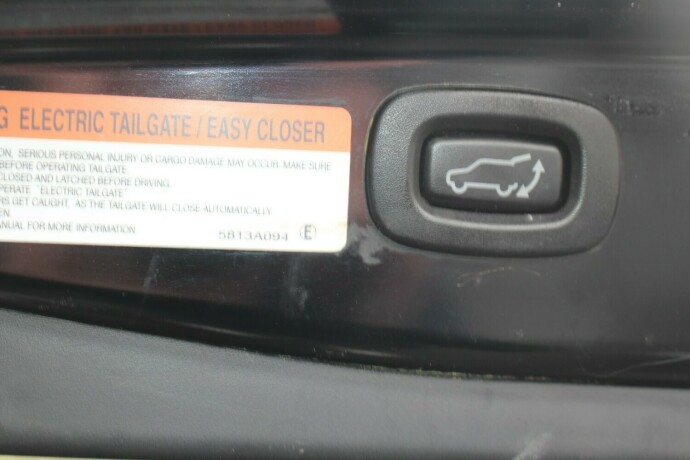 G ELECTRIC TAILGATE / EASY CLOSER
ON, SERIOUS PERSONAL INJURY OR CARGO DAMAGE MAY OCCUR. MAKE SURE
BEFORE OPERATING TAILGATE.
CLOSED AND LATCHED BEFORE DRIVING.
PERATE "ELECTRIC TAILGATE"
RS GET CAUGHT, AS THE TAILGATE WILL CLOSE AUTOMATICALLY.
EN.
ANUAL FOR MORE INFORMATION.
5813A094 E